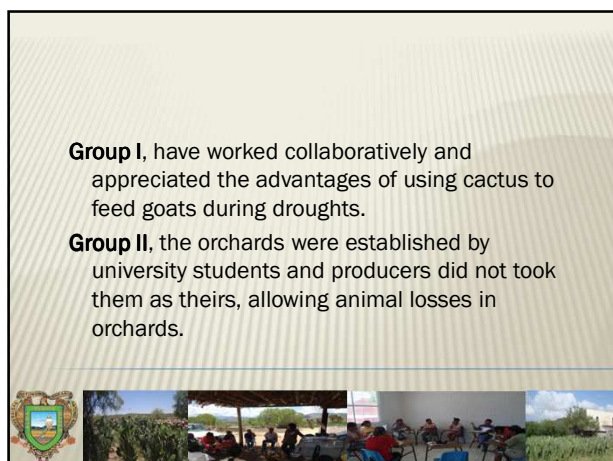 Group I, have worked collaboratively and
appreciated the advantages of using cactus to
feed goats during droughts.
Group II, the orchards were established by
university students and producers did not took
them as theirs, allowing animal losses in
orchards.